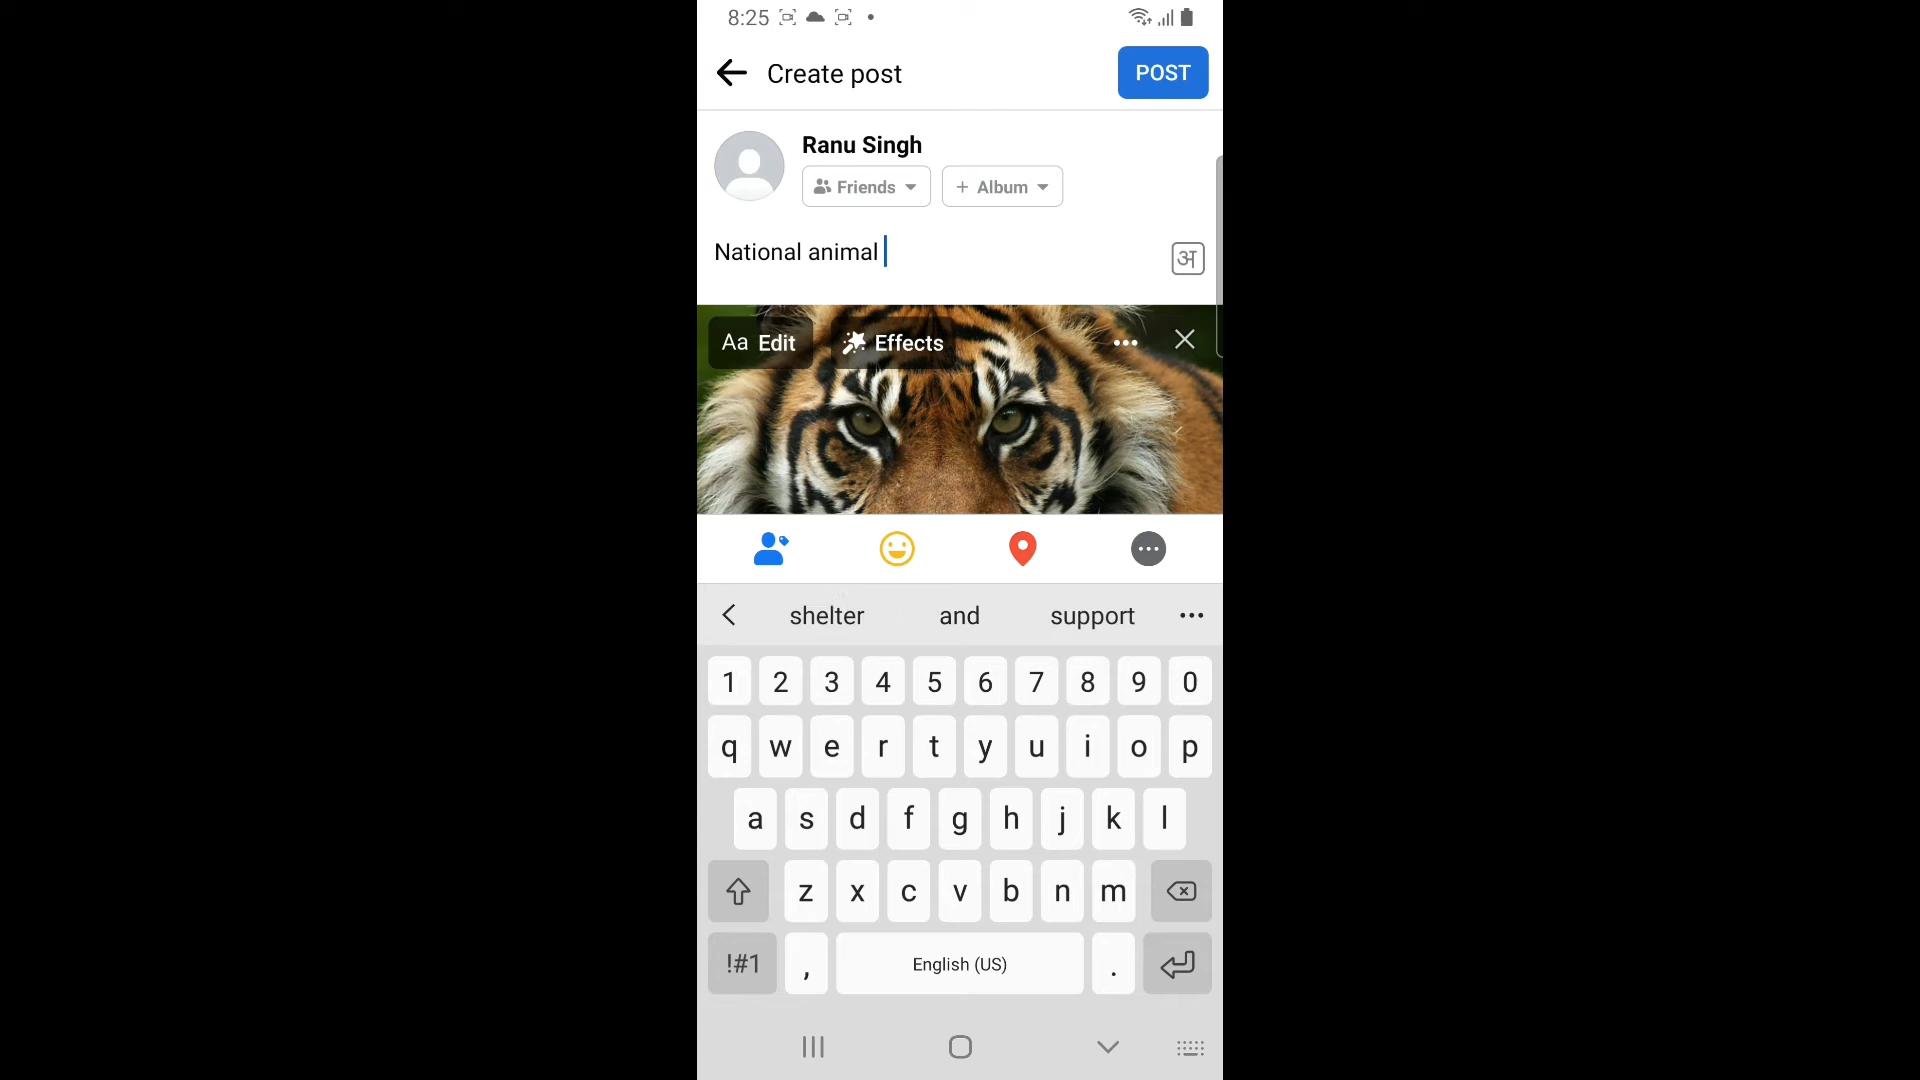 8:25
Create post
POST
Ranu Singh
Friends
+ Album
National animal
अ
Aa Edit
Effects
shelter and support
1 2 3 4 5 6 7 8 9 0
q w e r t y u i o p
a s d f g h j k l
z x c v b n m
!#1 , English (US) .